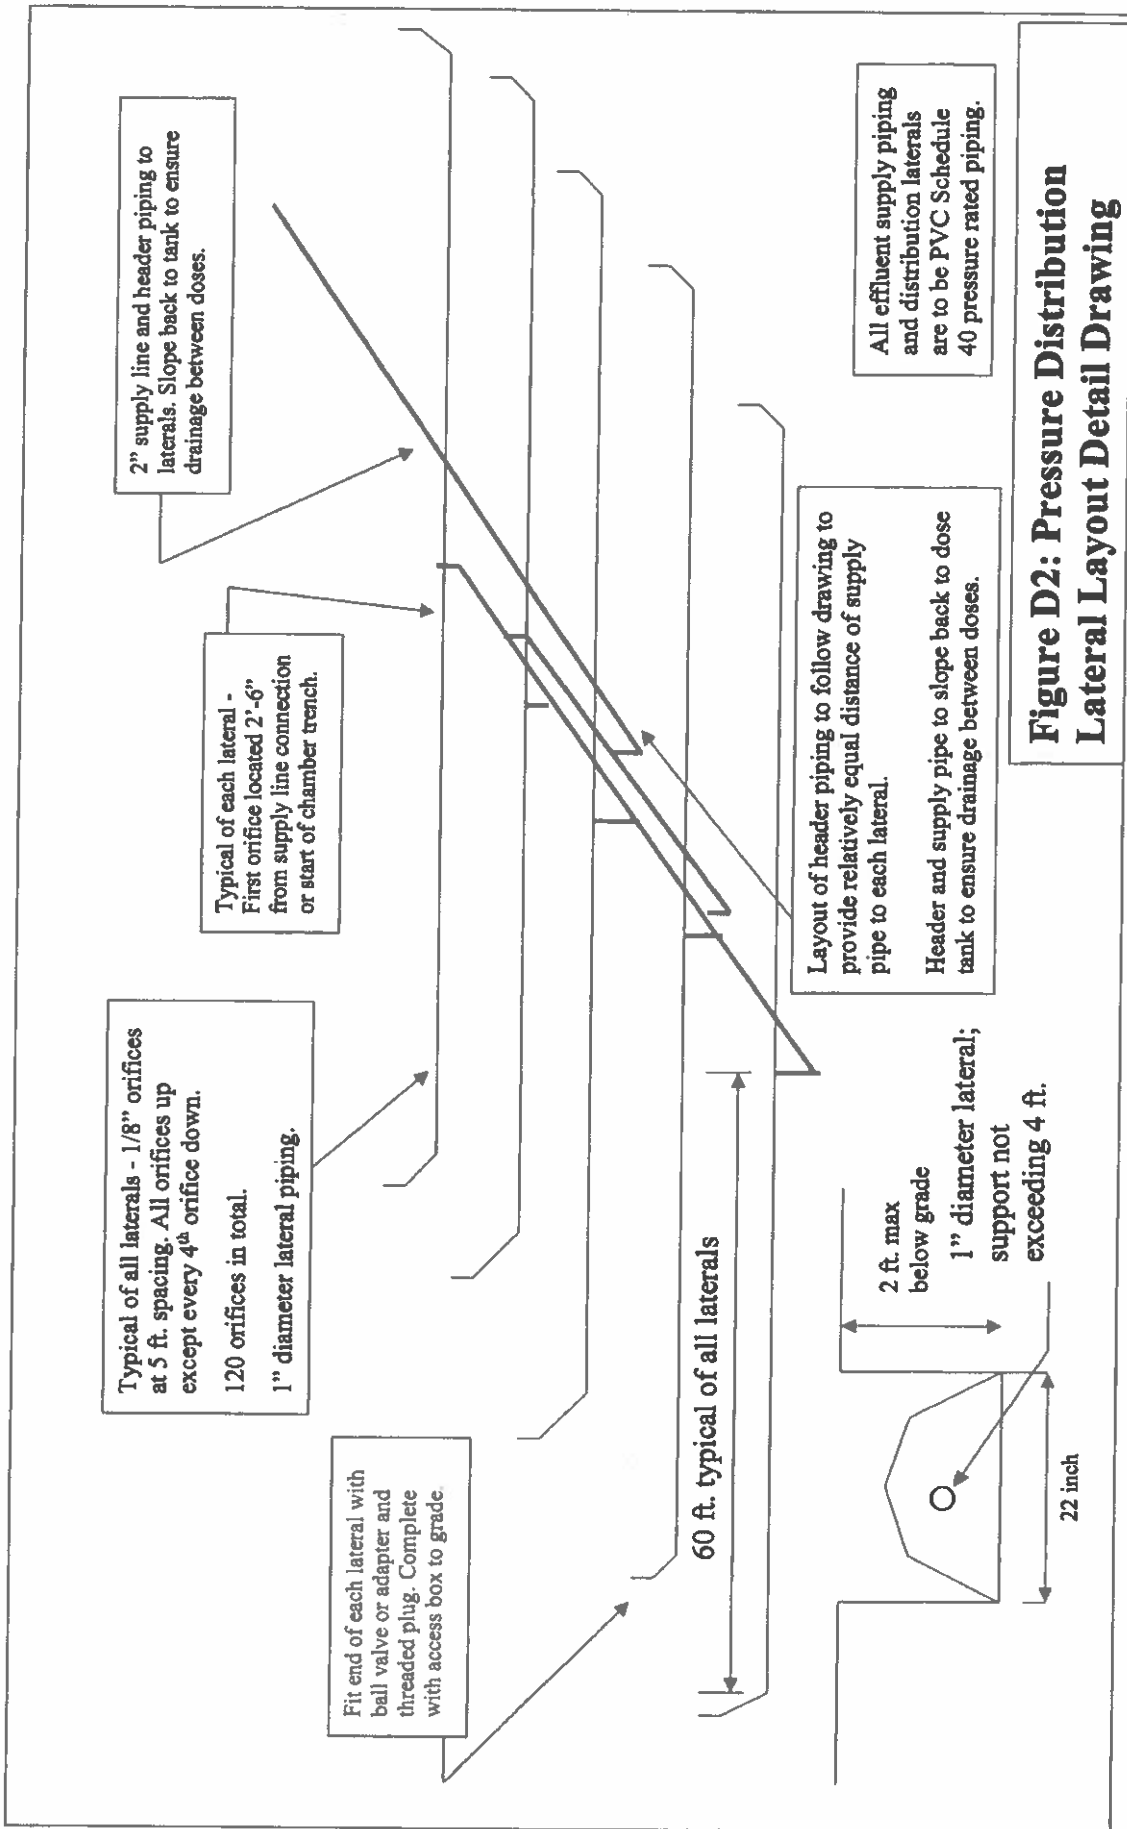 2” supply line and header piping to
laterals. Slope back to tank to ensure
drainage between doses.
Typical of each lateral -
First orifice located 2’-6”
from supply line connection
or start of chamber trench.
Typical of all laterals - 1/8” orifices
at 5 ft. spacing. All orifices up
except every 4th orifice down.
120 orifices in total.
1” diameter lateral piping.
Fit end of each lateral with
ball valve or adapter and
threaded plug. Complete
with access box to grade.
60 ft. typical of all laterals
All effluent supply piping
and distribution laterals
are to be PVC Schedule
40 pressure rated piping.
Layout of header piping to follow drawing to
provide relatively equal distance of supply
pipe to each lateral.
Header and supply pipe to slope back to dose
tank to ensure drainage between doses.
2 ft. max
below grade
1” diameter lateral;
support not
exceeding 4 ft.
22 inch
Figure D2: Pressure Distribution
Lateral Layout Detail Drawing